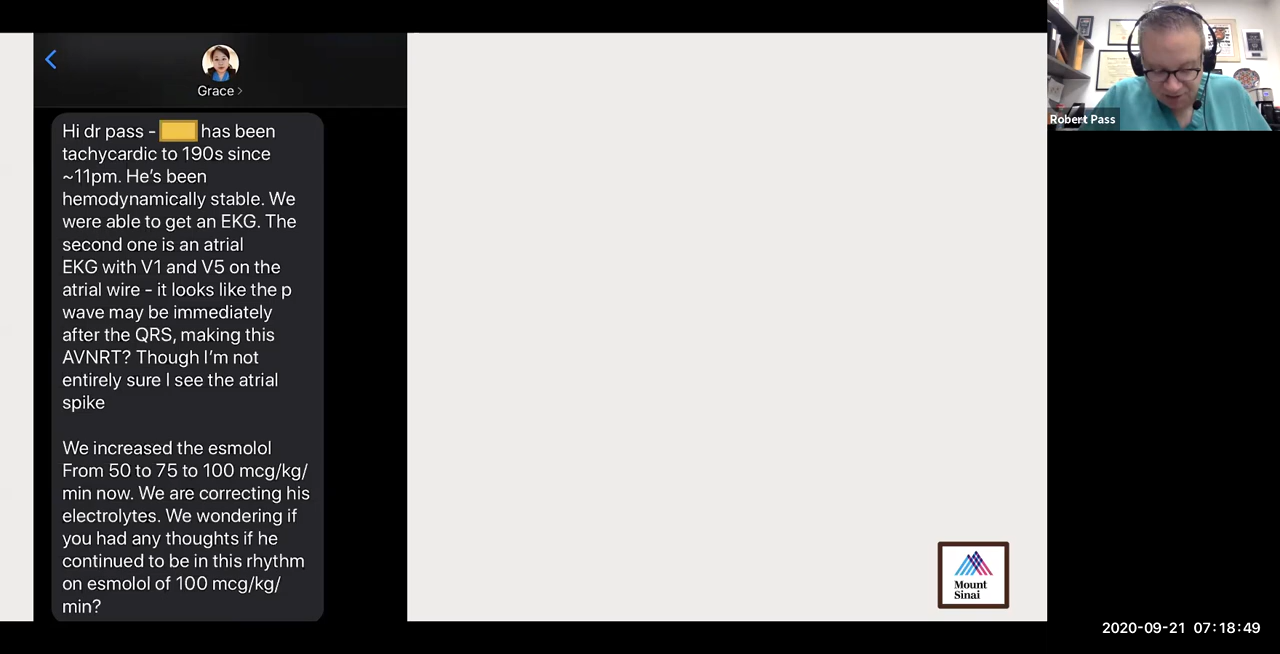 Grace >
Hi dr pass - has been
tachycardic to 190s since
~11pm. He's been
hemodynamically stable. We
were able to get an EKG. The
second one is an atrial
EKG with V1 and V5 on the
atrial wire - it looks like the p
wave may be immediately
after the QRS, making this
AVNRT? Though I'm not
entirely sure I see the atrial
spike
We increased the esmolol
From 50 to 75 to 100 mcg/kg/
min now. We are correcting his
electrolytes. We wondering if
you had any thoughts if he
continued to be in this rhythm
on esmolol of 100 mcg/kg/
min?
Mount
Sinai
Robert Pass
2020-09-21 07:18:49